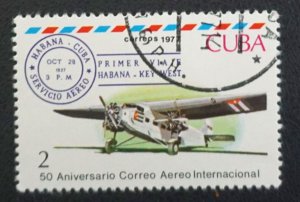 correos 1977
CUBA
HABANA - CUBA
OCT 28
1927
3 P.M.
SERVICIO AEREO
PRIMER VIAJE
HABANA - KEY WEST
2
50 Aniversario Correo Aereo Internacional